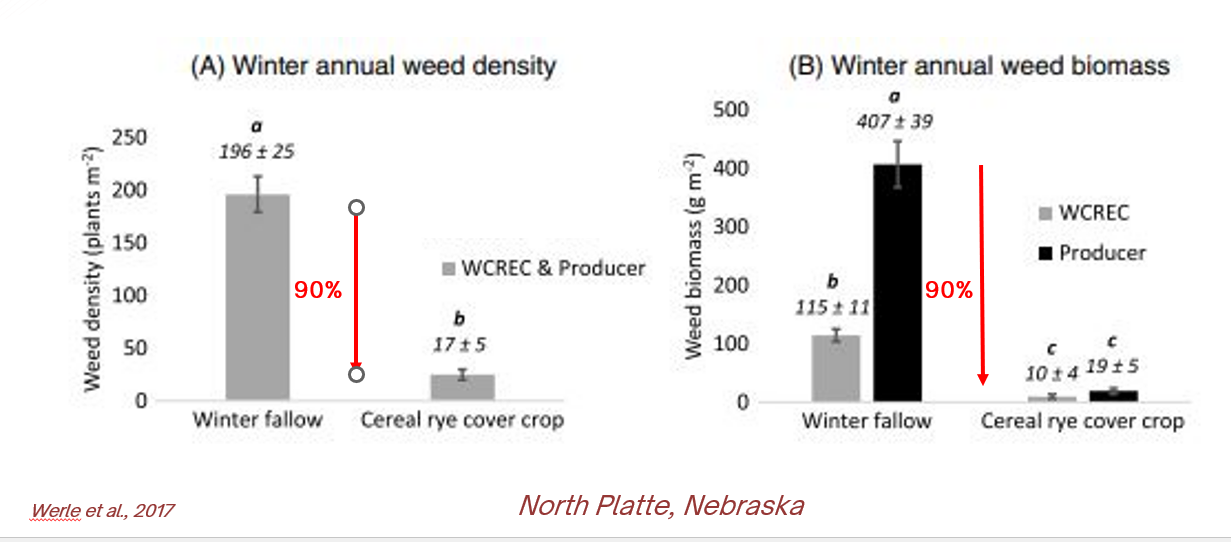 (A) Winter annual weed density
Weed density (plants m⁻²)
250
200
150
100
50
0
a
196 ± 25
90%
b
17 ± 5
WCREC & Producer
Winter fallow
Cereal rye cover crop
(B) Winter annual weed biomass
Weed biomass (g m⁻²)
500
400
300
200
100
0
a
407 ± 39
b
115 ± 11
90%
c
10 ± 4
c
19 ± 5
WCREC
Producer
Winter fallow
Cereal rye cover crop
Werle et al., 2017
North Platte, Nebraska